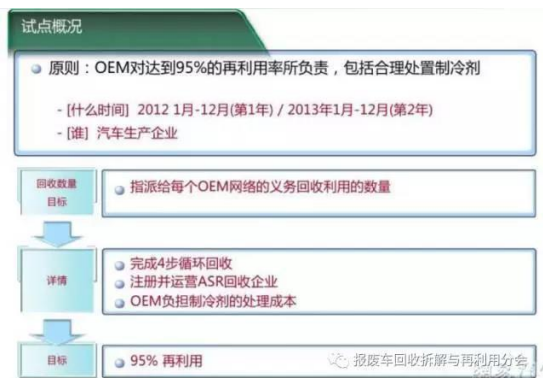 试点概况
原则：OEM对达到95%的再利用率所负责，包括合理处置制冷剂
- [什么时间] 2012 1月-12月(第1年) / 2013年1月-12月(第2年)
- [谁] 汽车生产企业
回收数量
目标
指派给每个OEM网络的义务回收利用的数量
详情
完成4步循环回收
注册并运营ASR回收企业
OEM负担制冷剂的处理成本
目标
95% 再利用
报废车回收拆解与再利用分会